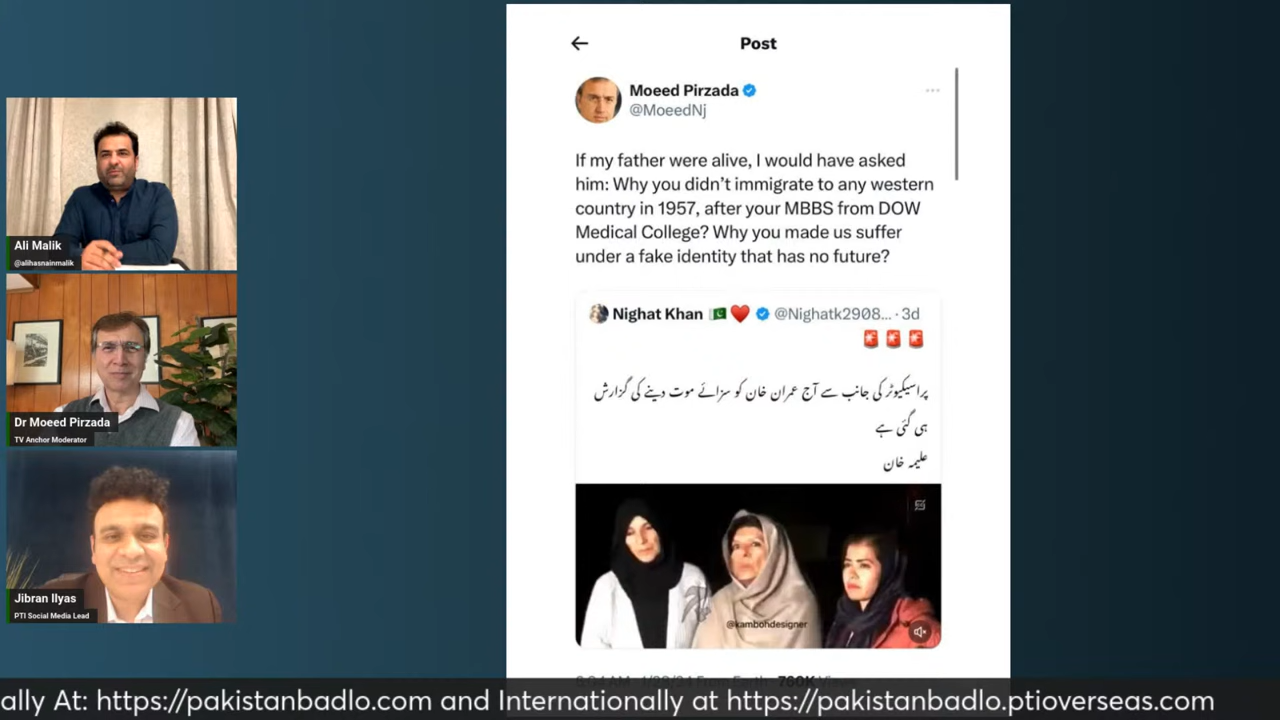 Ali Malik
@alihasnainmalik
Dr Moeed Pirzada
TV Anchor Moderator
Jibran Ilyas
PTI Social Media Lead
Post
Moeed Pirzada
@MoeedNj
If my father were alive, I would have asked
him: Why you didn't immigrate to any western
country in 1957, after your MBBS from DOW
Medical College? Why you made us suffer
under a fake identity that has no future?
Nighat Khan 🇵🇰❤️ @Nighatk2908... · 3d
🚨 🚨 🚨
پراسیکیوٹر کی جانب سے آج عمران خان کو سزائے موت دینے کی گزارش
ہی گئی ہے
علیمہ خان
@kambohdesigner
760K
ally At: https://pakistanbadlo.com and Internationally at https://pakistanbadlo.ptioverseas.com